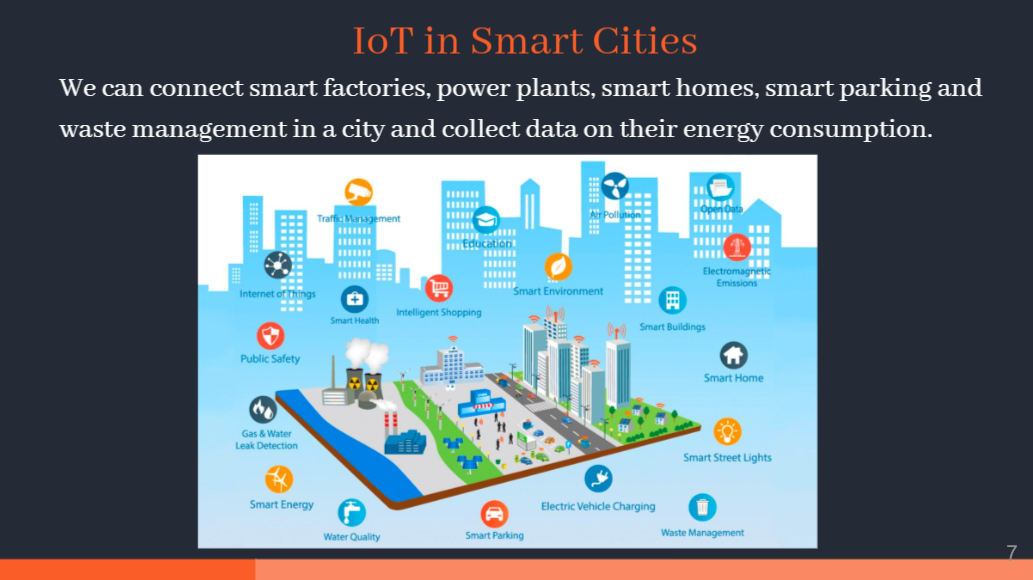 IoT in Smart Cities
We can connect smart factories, power plants, smart homes, smart parking and
waste management in a city and collect data on their energy consumption.
Traffic Management
Education
Air Pollution
Open Data
Internet of Things
Smart Health
Intelligent Shopping
Smart Environment
Smart Buildings
Electromagnetic
Emissions
Public Safety
Smart Home
Gas & Water
Leak Detection
Smart Street Lights
Smart Energy
Water Quality
Smart Parking
Electric Vehicle Charging
Waste Management
7